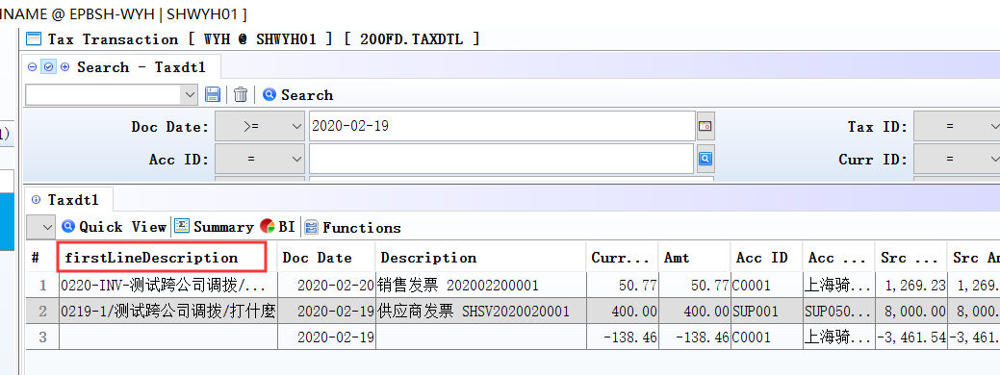 INAME @ EPBSH-WYH | SHWYH01 ]
Tax Transaction [ WYH @ SHWYH01 ] [ 200FD.TAXDTL ]
Search - Taxdt1
Search
Doc Date: >= 2020-02-19 Tax ID: =
Acc ID: = Curr ID: =
Taxdt1
Quick View Summary BI Functions
# firstLineDescription Doc Date Description Curr... Amt Acc ID Acc ... Src ... Src Am
1 0220-INV-测试跨公司调拨/... 2020-02-20 销售发票 202002200001 50.77 50.77 C0001 上海骑... 1,269.23 1,269.
2 0219-1/测试跨公司调拨/打什麼 2020-02-19 供应商发票 SHSV2020020001 400.00 400.00 SUP001 SUP050... 8,000.00 8,000.
3 2020-02-19 -138.46 -138.46 C0001 上海骑... -3,461.54 -3,461.